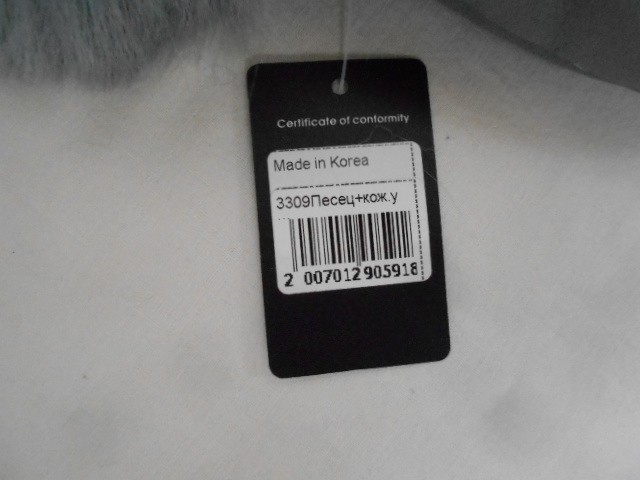 Certificate of conformity
Made in Korea
3309Песец+кож.у
2 007012 905918